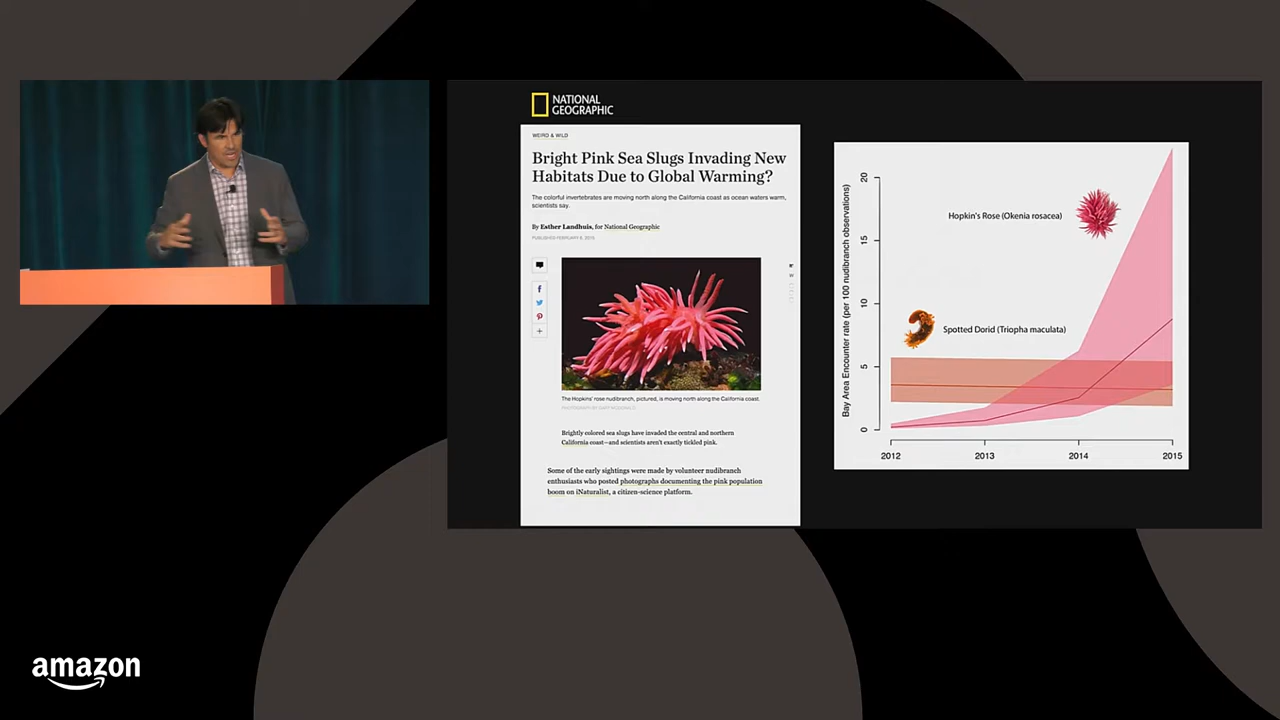 NATIONAL
GEOGRAPHIC
WEIRD & WILD
Bright Pink Sea Slugs Invading New
Habitats Due to Global Warming?
The colorful invertebrates are moving north along the California coast as ocean waters warm,
scientists say.
By Esther Landhuis, for National Geographic
The Hopkins' rose nudibranch, pictured, is moving north along the California coast.
Brightly colored sea slugs have invaded the central and northern
California coast—and scientists aren't exactly tickled pink.
Some of the early sightings were made by volunteer nudibranch
enthusiasts who posted photographs documenting the pink population
boom on iNaturalist, a citizen-science platform.
Bay Area Encounter rate (per 100 nudibranch observations)
20
15
10
5
0
Hopkin's Rose (Okenia rosacea)
Spotted Dorid (Triopha maculata)
2012 2013 2014 2015
amazon